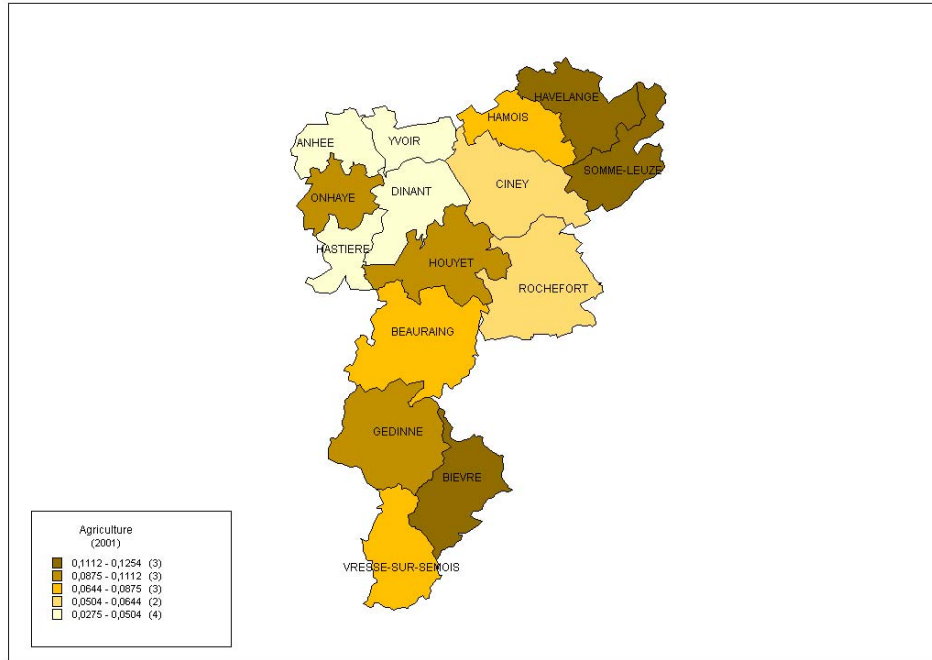 HAVELANGE
HAMOIS
ANHEE
YVOIR
SOMME-LEUZE
CINEY
DINANT
ONHAYE
HASTIERE
HOUYET
ROCHEFORT
BEAURAING
GEDINNE
BIEVRE
VRESSE-SUR-SEMOIS
Agriculture
(2001)
0,1112 - 0,1254 (3)
0,0875 - 0,1112 (3)
0,0644 - 0,0875 (3)
0,0504 - 0,0644 (2)
0,0275 - 0,0504 (4)